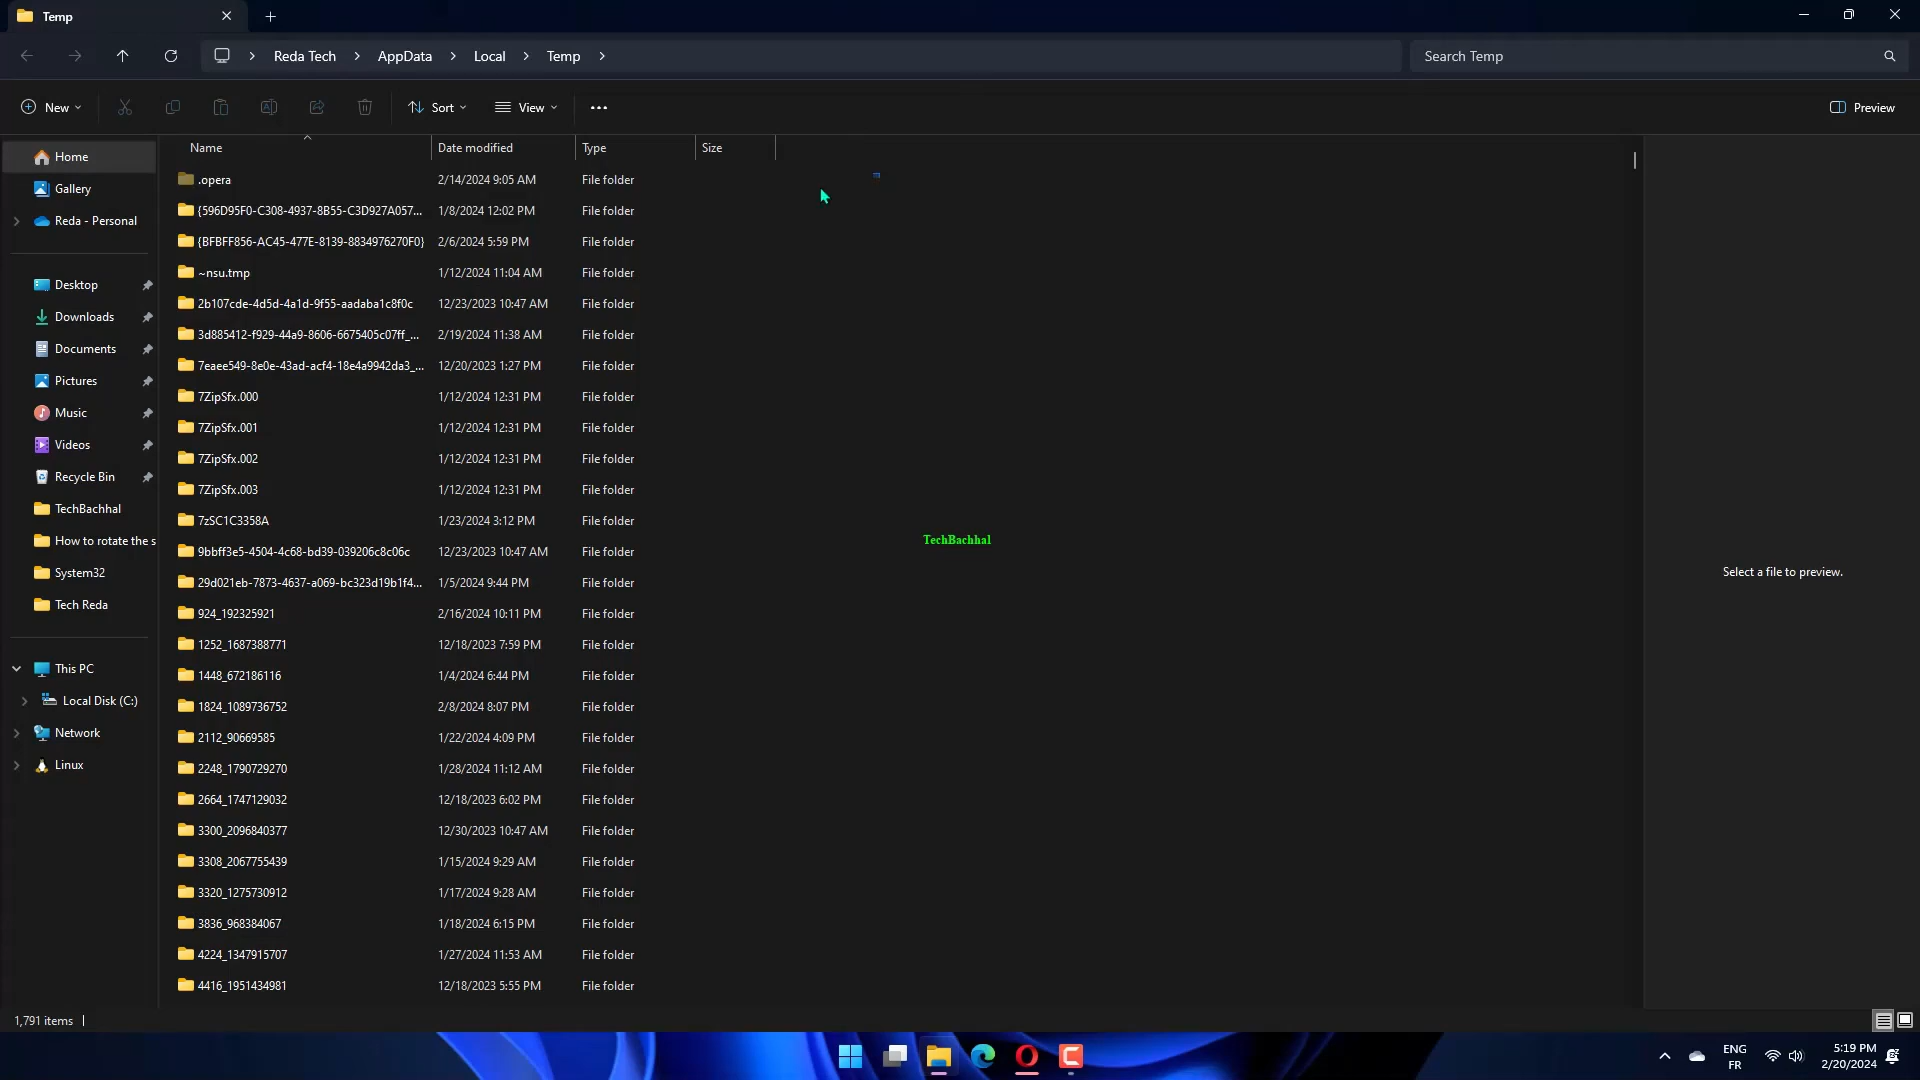 Temp
Reda Tech > AppData > Local > Temp >
Search Temp
New
Sort
View
Preview
Name Date modified Type Size
.opera 2/14/2024 9:05 AM File folder
{596D95F0-C308-4937-8B55-C3D927A057... 1/8/2024 12:02 PM File folder
{BFBFF856-AC45-477E-8139-8834976270F0} 2/6/2024 5:59 PM File folder
~nsu.tmp 1/12/2024 11:04 AM File folder
2b107cde-4d5d-4a1d-9f55-aadaba1c8f0c 12/23/2023 10:47 AM File folder
3d885412-f929-44a9-8606-6675405c07ff_... 2/19/2024 11:38 AM File folder
7eaee549-8e0e-43ad-acf4-18e4a9942da3_... 12/20/2023 1:27 PM File folder
7ZipSfx.000 1/12/2024 12:31 PM File folder
7ZipSfx.001 1/12/2024 12:31 PM File folder
7ZipSfx.002 1/12/2024 12:31 PM File folder
7ZipSfx.003 1/12/2024 12:31 PM File folder
7zSC1C3358A 1/23/2024 3:12 PM File folder
9bbff3e5-4504-4c68-bd39-039206c8c06c 12/23/2023 10:47 AM File folder
29d021eb-7873-4637-a069-bc323d19b1f4... 1/5/2024 9:44 PM File folder
924_192325921 2/16/2024 10:11 PM File folder
1252_1687388771 12/18/2023 7:59 PM File folder
1448_672186116 1/4/2024 6:44 PM File folder
1824_1089736752 2/8/2024 8:07 PM File folder
2112_90669585 1/22/2024 4:09 PM File folder
2248_1790729270 1/28/2024 11:12 AM File folder
2664_1747129032 12/18/2023 6:02 PM File folder
3300_2096840377 12/30/2023 10:47 AM File folder
3308_2067755439 1/15/2024 9:29 AM File folder
3320_1275730912 1/17/2024 9:28 AM File folder
3836_968384067 1/18/2024 6:15 PM File folder
4224_1347915707 1/27/2024 11:53 AM File folder
4416_1951434981 12/18/2023 5:55 PM File folder
Home
Gallery
Reda - Personal
Desktop
Downloads
Documents
Pictures
Music
Videos
Recycle Bin
TechBachhal
How to rotate the s
System32
Tech Reda
This PC
Local Disk (C:)
Network
Linux
TechBachhal
Select a file to preview.
1,791 items
ENG
FR
5:19 PM
2/20/2024